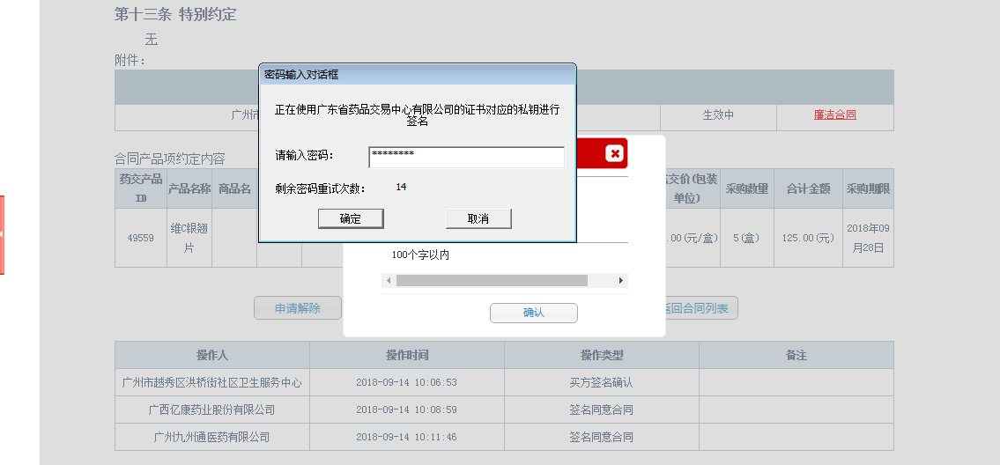 第十三条 特别约定
无
附件：
密码输入对话框
正在使用广东省药品交易中心有限公司的证书对应的私钥进行
签名
请输入密码：
********
剩余密码重试次数：
14
确定
取消
广州市
生效中
廉洁合同
合同产品项约定内容
药交产品
ID
产品名称
商品名
交价(包装
单位)
采购数量
合计金额
采购期限
49559
维C银翘
片
.00(元/盒)
5(盒)
125.00(元)
2018年09
月28日
100个字以内
确认
申请解除
返回合同列表
操作人
操作时间
操作类型
备注
广州市越秀区洪桥街社区卫生服务中心
2018-09-14 10:06:53
买方签名确认
广西亿康药业股份有限公司
2018-09-14 10:08:59
签名同意合同
广州九州通医药有限公司
2018-09-14 10:11:46
签名同意合同